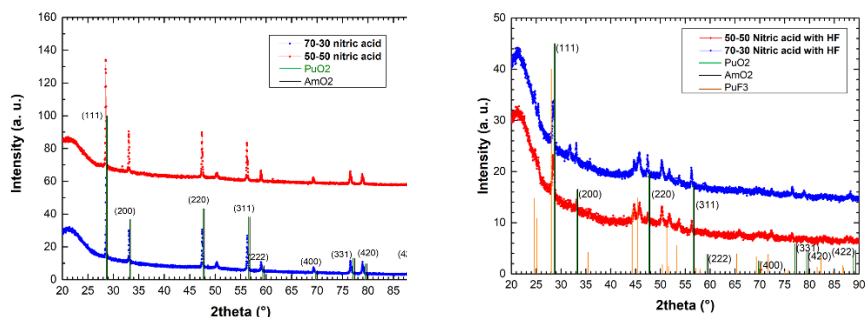 160
140
120
100
80
60
40
20
0
Intensity (a. u.)
70-30 nitric acid
50-50 nitric acid
PuO2
AmO2
(111)
(200)
(220)
(311)
(222)
(400)
(331)
(420)
20 25 30 35 40 45 50 55 60 65 70 75 80 85
2theta (°)
50
40
30
20
10
0
Intensity (a. u.)
50-50 Nitric acid with HF
70-30 Nitric acid with HF
PuO2
AmO2
PuF3
(111)
(200)
(220)
(311)
(222)
(400)
(331)
(420)
(422)
20 25 30 35 40 45 50 55 60 65 70 75 80 85 90
2theta (°)